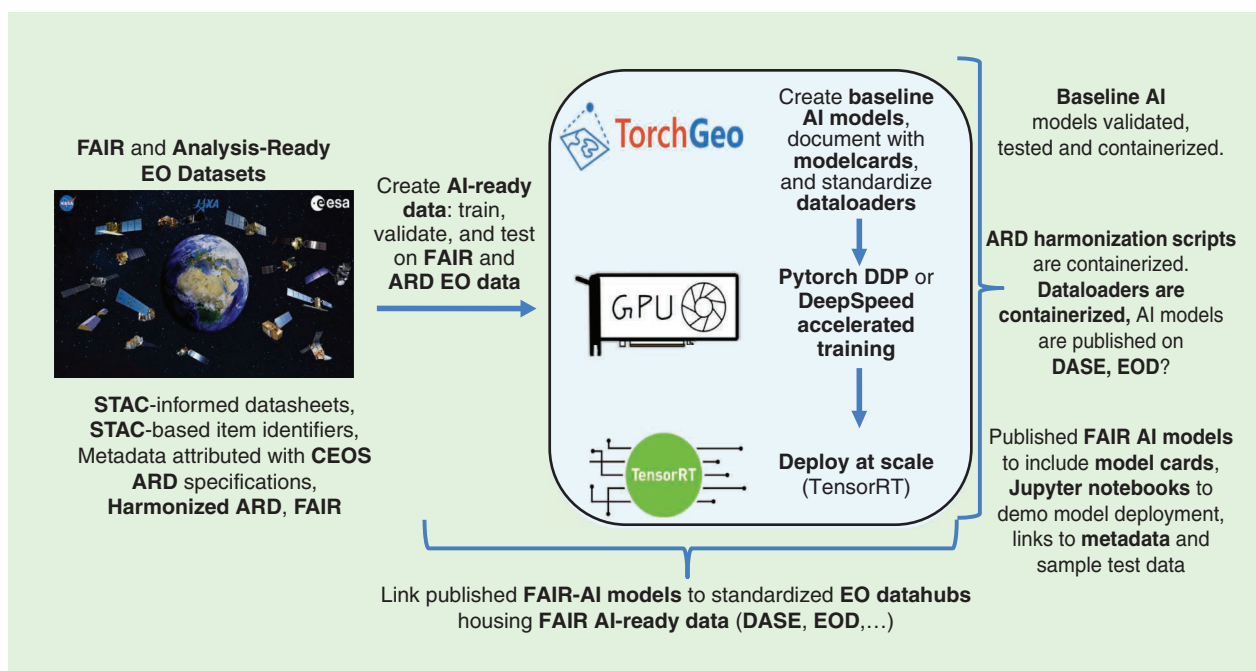 FAIR and Analysis-Ready
EO Datasets
NASA
JAXA
esa
STAC-informed datasheets,
STAC-based item identifiers,
Metadata attributed with CEOS
ARD specifications,
Harmonized ARD, FAIR
Create AI-ready
data: train,
validate, and test
on FAIR and
ARD EO data
TorchGeo
Create baseline
AI models,
document with
modelcards,
and standardize
dataloaders
GPU
Pytorch DDP or
DeepSpeed
accelerated
training
TensorRT
Deploy at scale
(TensorRT)
Baseline AI
models validated,
tested and containerized.
ARD harmonization scripts
are containerized.
Dataloaders are
containerized, AI models
are published on
DASE, EOD?
Published FAIR AI models
to include model cards,
Jupyter notebooks to
demo model deployment,
links to metadata and
sample test data
Link published FAIR-AI models to standardized EO datahubs
housing FAIR AI-ready data (DASE, EOD,...)